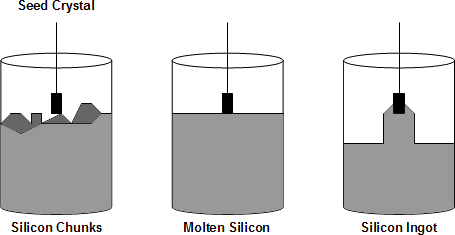 Seed Crystal
Silicon Chunks
Molten Silicon
Silicon Ingot